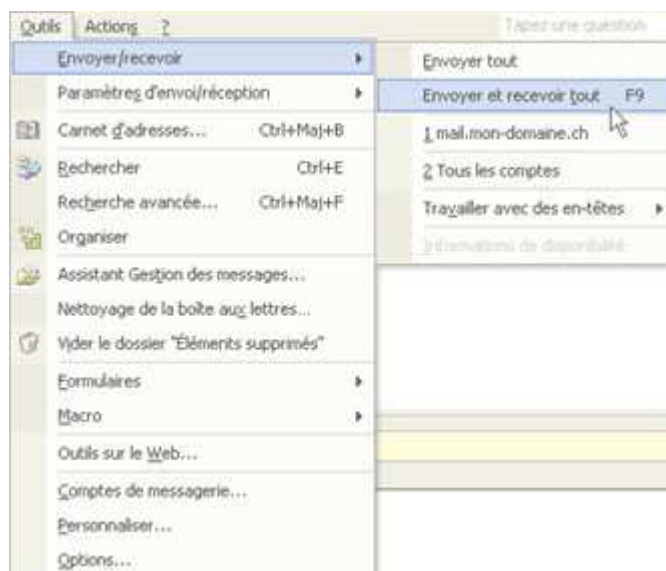 Outils Actions ? Tapez une question
Envoyer/recevoir
Paramètres d'envoi/réception
Carnet d'adresses... Ctrl+Maj+B
Rechercher Ctrl+E
Recherche avancée... Ctrl+Maj+F
Organiser
Assistant Gestion des messages...
Nettoyage de la boîte aux lettres...
Vider le dossier "Éléments supprimés"
Formulaires
Macro
Outils sur le Web...
Comptes de messagerie...
Personnaliser...
Options...
Envoyer tout
Envoyer et recevoir tout F9
1 mail.mon-domaine.ch
2 Tous les comptes
Travailler avec des en-têtes
Informations de disponibilité